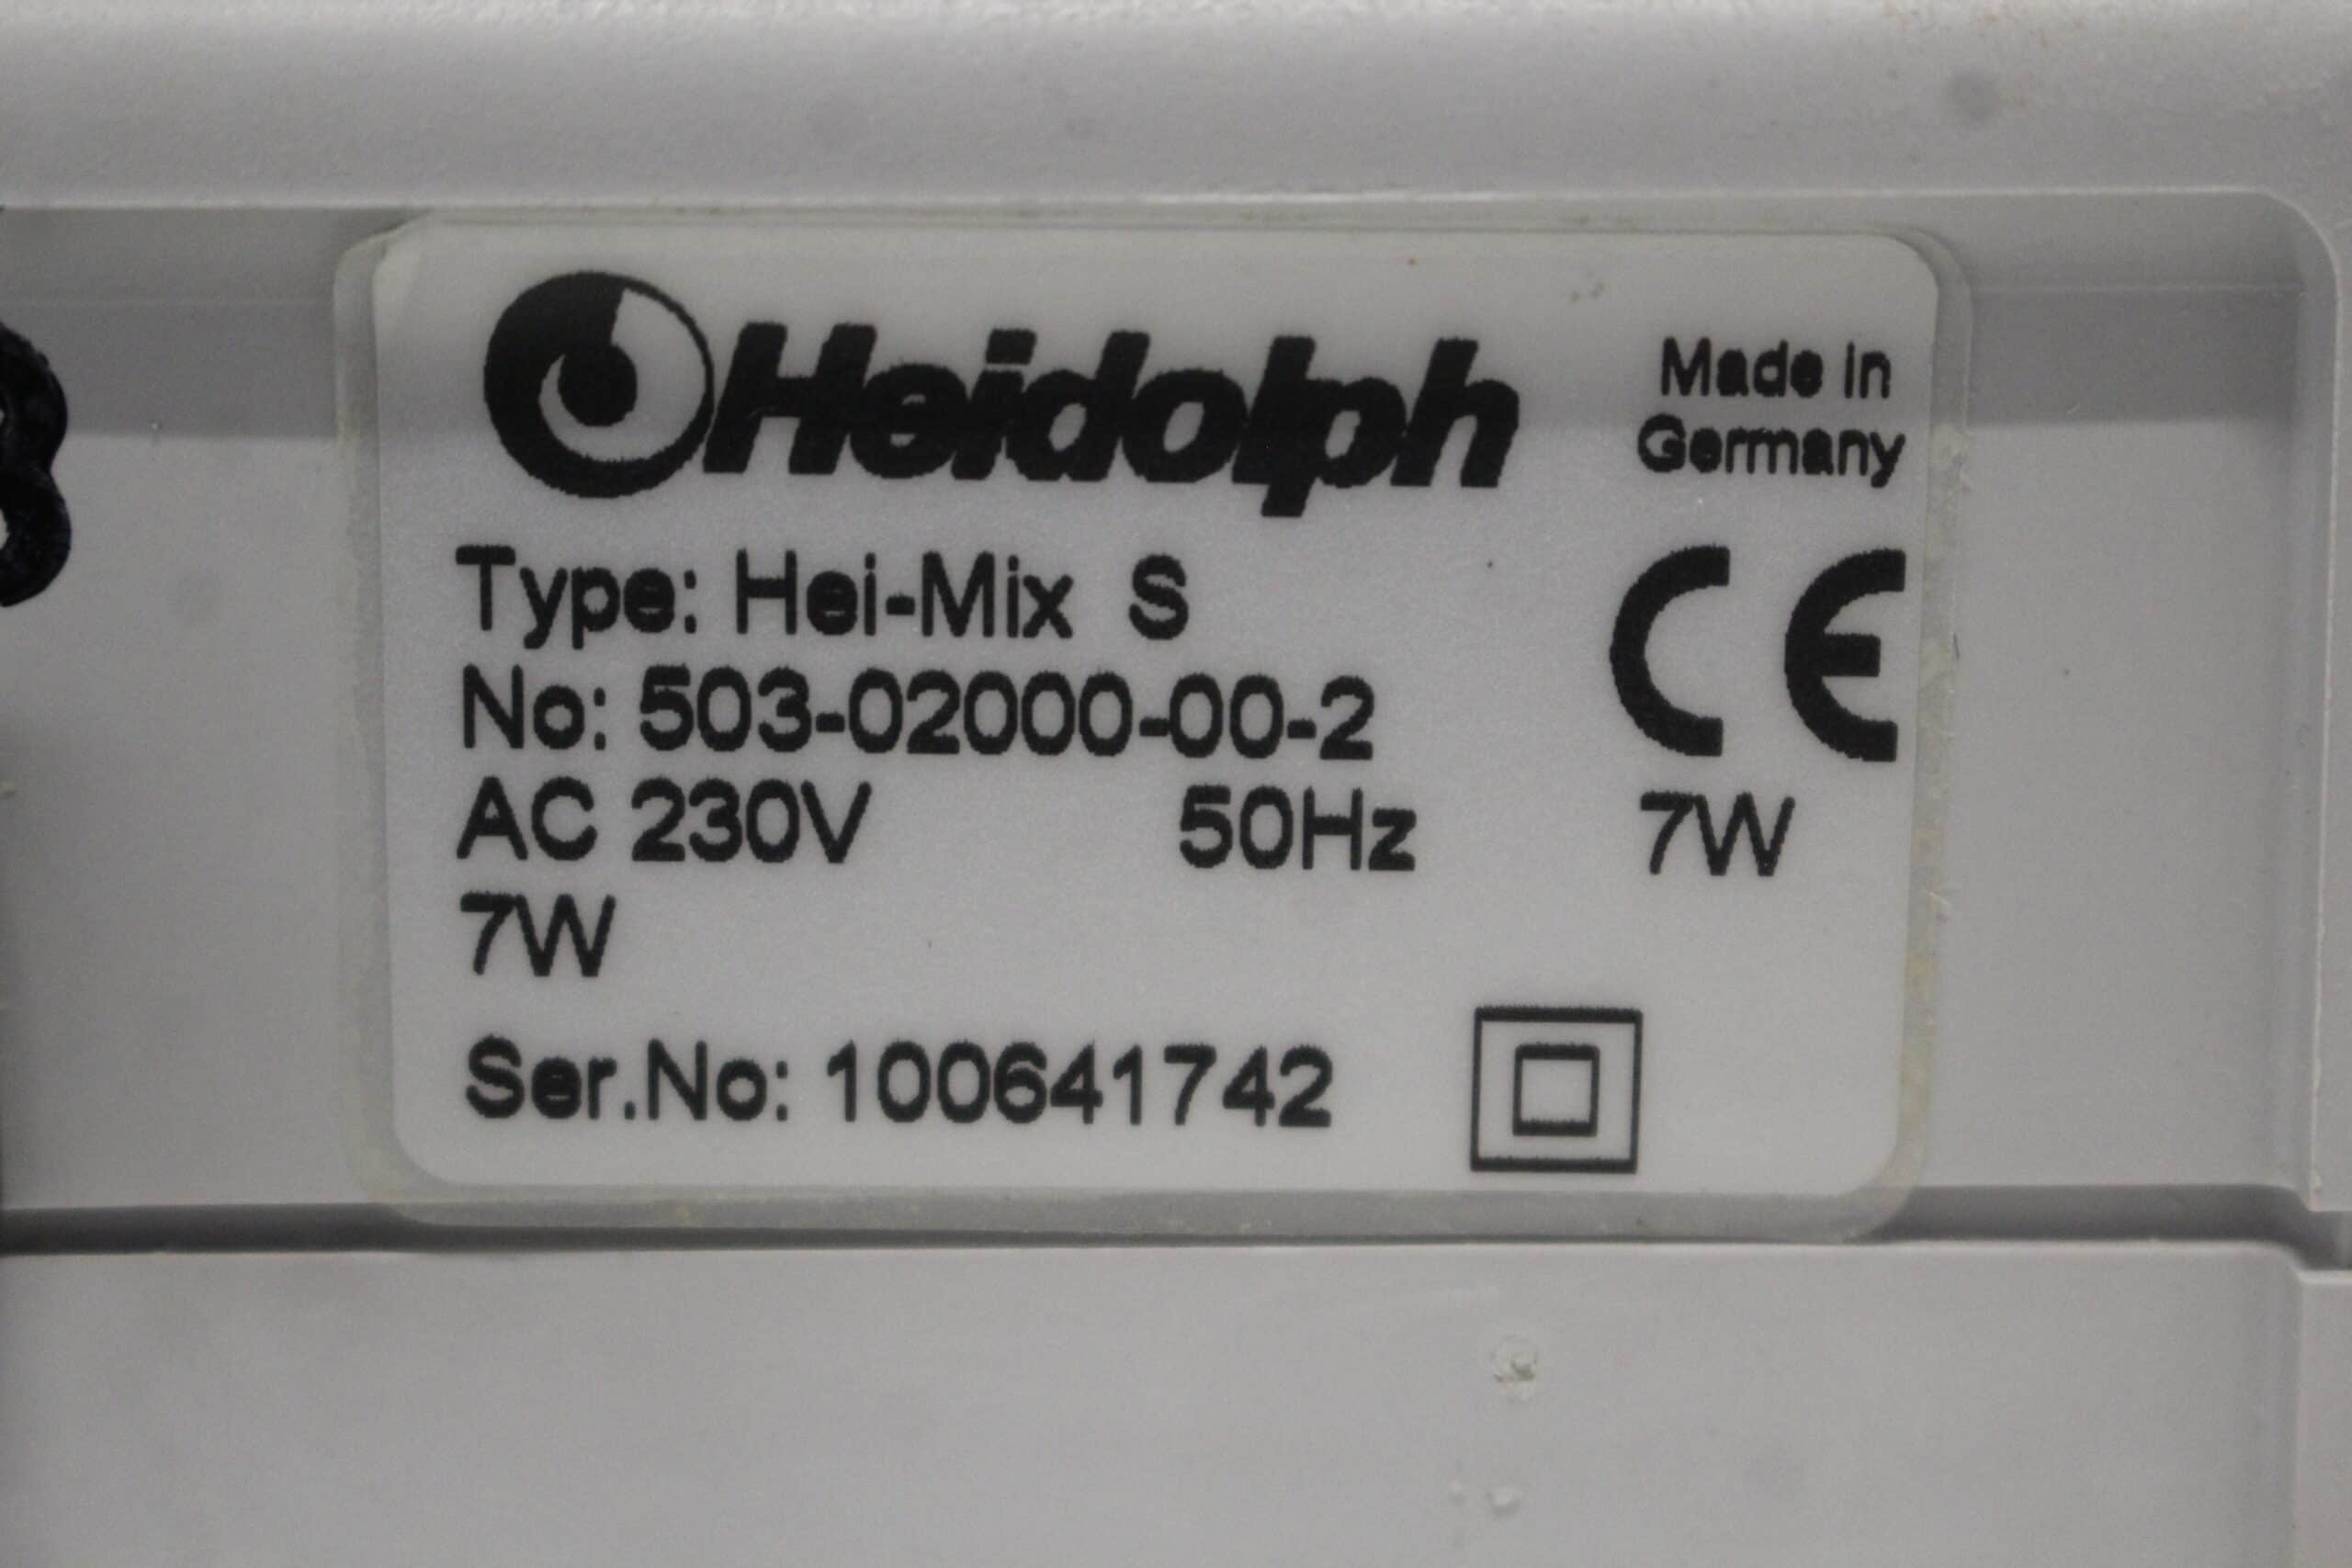 Heidolph
Made in
Germany
Type: Hei-Mix S
No: 503-02000-00-2
CE
AC 230V 50Hz 7W
7W
Ser.No: 100641742